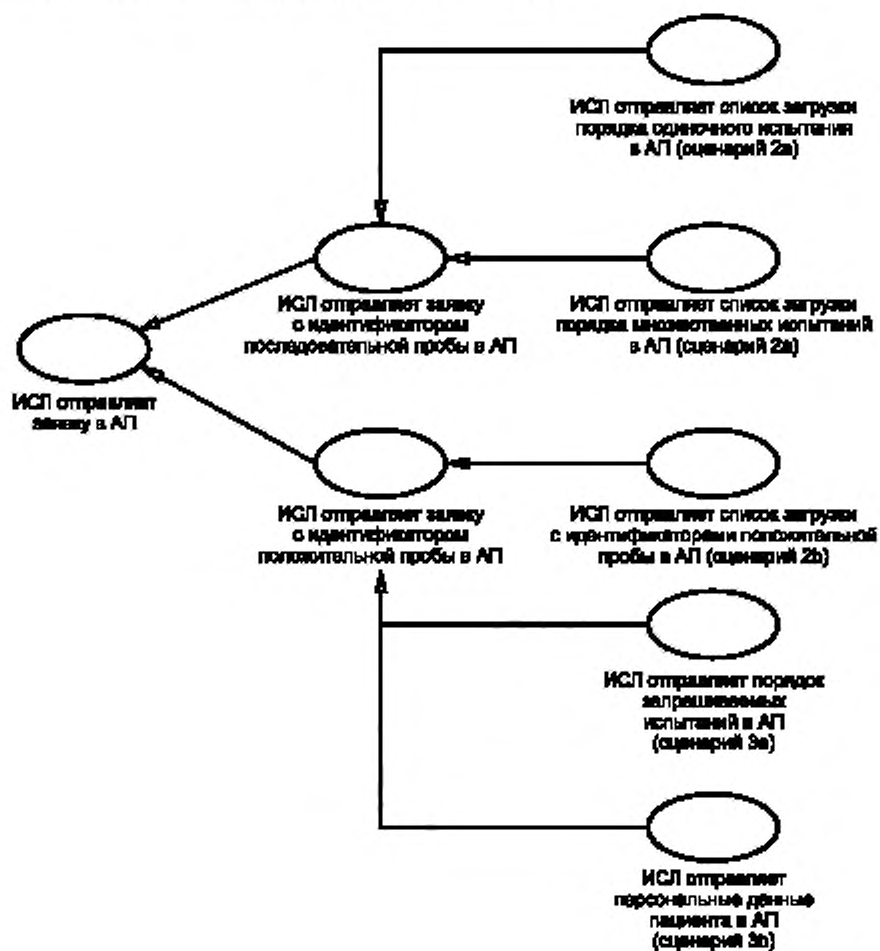 ИСЛ отправляет список загрузки
порядка одиночного испытания
в АП (сценарий 2а)
ИСЛ отправляет заявку
с идентификатором
последовательной пробы в АП
ИСЛ отправляет список загрузки
порядка множественных испытаний
в АП (сценарий 2а)
ИСЛ отправляет
заявку в АП
ИСЛ отправляет заявку
с идентификатором
положительной пробы в АП
ИСЛ отправляет список загрузки
с идентификаторами положительной
пробы в АП (сценарий 2b)
ИСЛ отправляет порядок
запрашиваемых
испытаний в АП
(сценарий 3а)
ИСЛ отправляет
персональные данные
пациента в АП
(сценарий 3b)